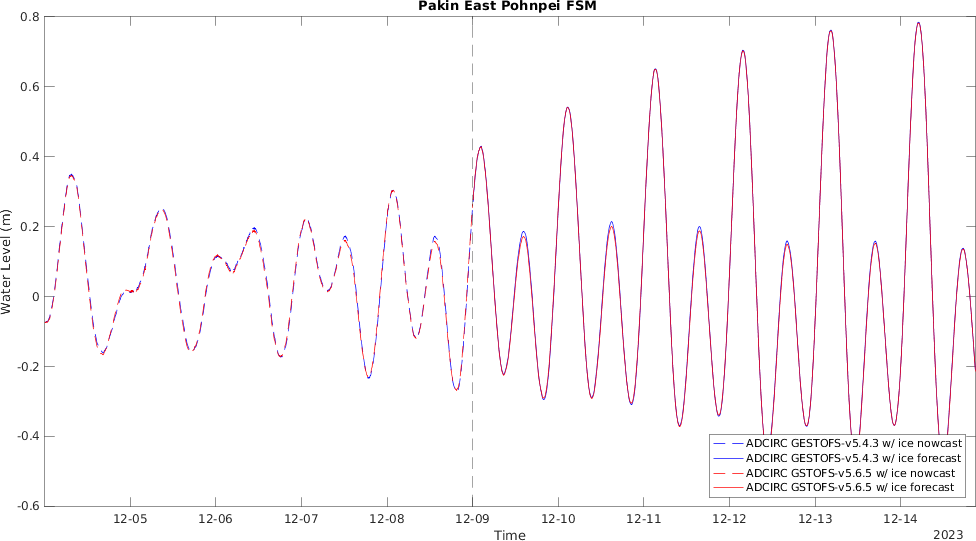 Pakin East Pohnpei FSM
0.8
0.6
0.4
0.2
0
-0.2
-0.4
-0.6
Water Level (m)
ADCIRC GESTOFS-v5.4.3 w/ ice nowcast
ADCIRC GESTOFS-v5.4.3 w/ ice forecast
ADCIRC GSTOFS-v5.6.5 w/ ice nowcast
ADCIRC GSTOFS-v5.6.5 w/ ice forecast
12-05 12-06 12-07 12-08 12-09 12-10 12-11 12-12 12-13 12-14
Time
2023